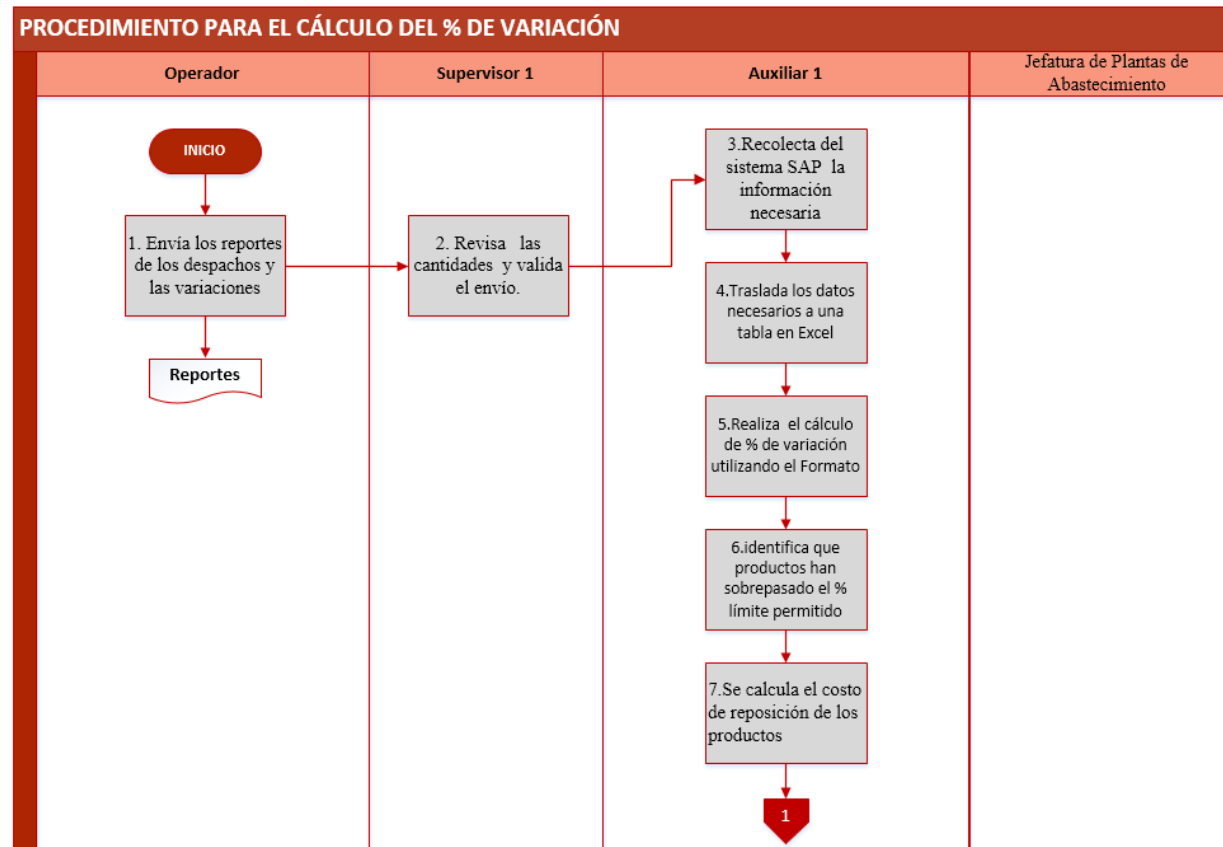 PROCEDIMIENTO PARA EL CÁLCULO DEL % DE VARIACIÓN
Operador
Supervisor 1
Auxiliar 1
Jefatura de Plantas de
Abastecimiento
INICIO
1. Envía los reportes
de los despachos y
las variaciones
Reportes
2. Revisa las
cantidades y valida
el envío.
3.Recolecta del
sistema SAP la
información
necesaria
4.Traslada los datos
necesarios a una
tabla en Excel
5.Realiza el cálculo
de % de variación
utilizando el Formato
6.identifica que
productos han
sobrepasado el %
límite permitido
7.Se calcula el costo
de reposición de los
productos
1